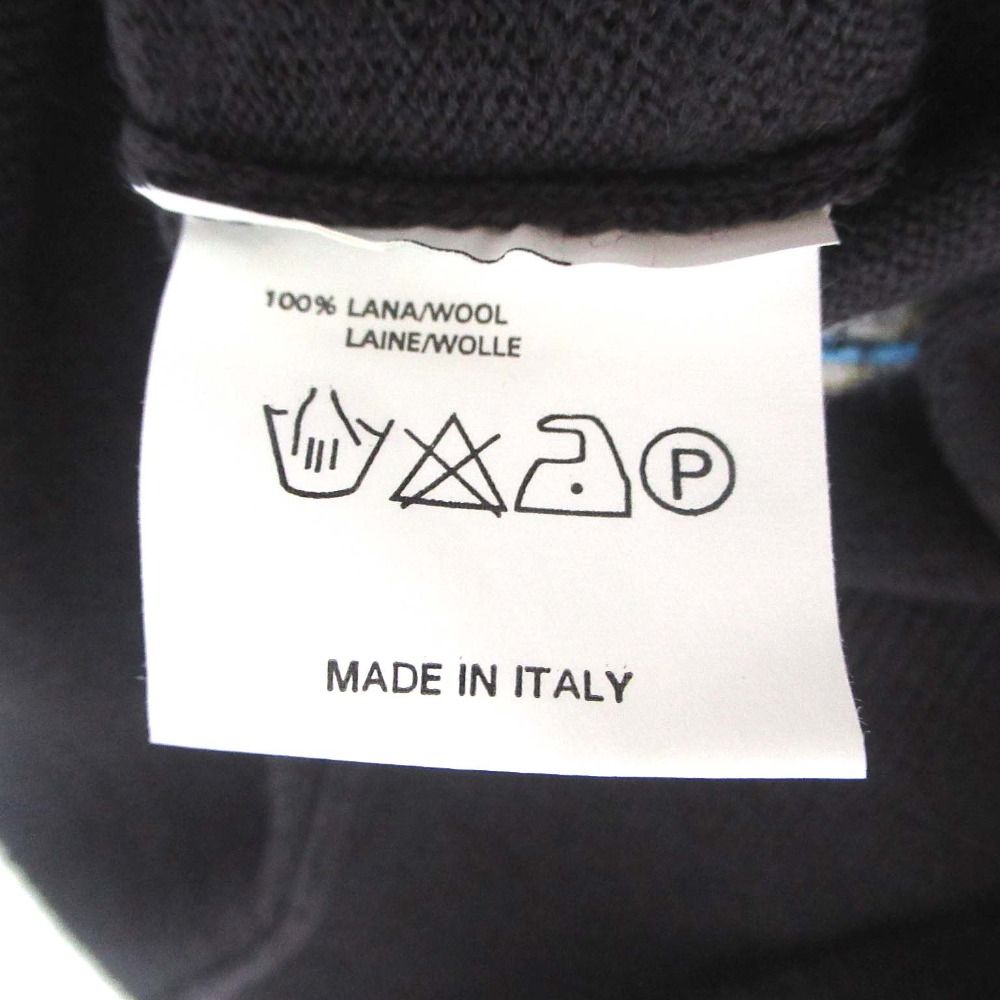 100% LANA/WOOL
LAINE/WOLLE
P
MADE IN ITALY